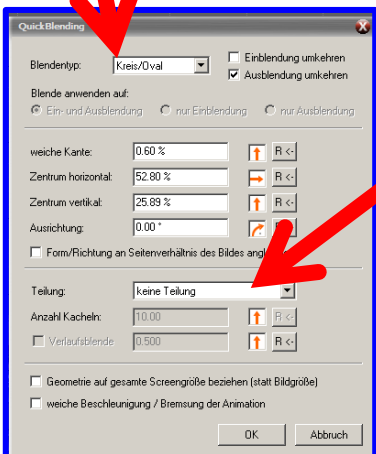 QuickBlending
Blendentyp: Kreis/Oval
Einblendung umkehren
Ausblendung umkehren
Blende anwenden auf:
Ein- und Ausblendung nur Einblendung nur Ausblendung
weiche Kante: 0.60 % R <-
Zentrum horizontal: 52.80 % R <-
Zentrum vertikal: 25.89 % R <-
Ausrichtung: 0.00 °
Form/Richtung an Seitenverhältnis des Bildes
Teilung: keine Teilung
Anzahl Kacheln: 10.00 R <-
Verlaufsblende 0.500 R <-
Geometrie auf gesamte Screengröße beziehen (statt Bildgröße)
weiche Beschleunigung / Bremsung der Animation
OK Abbruch